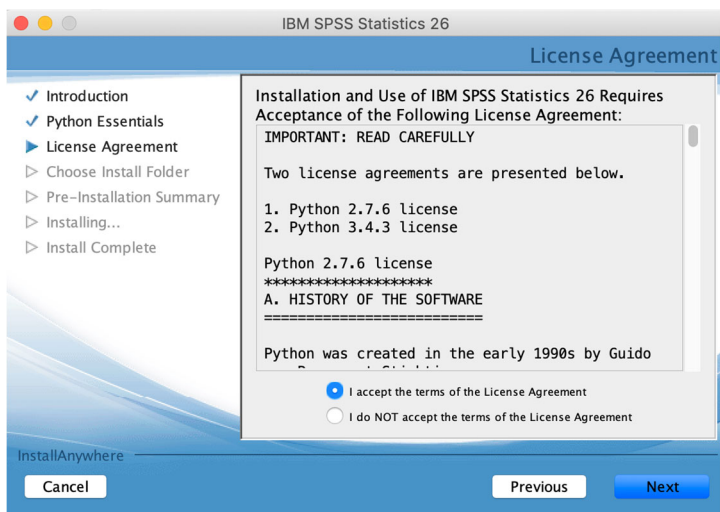 IBM SPSS Statistics 26
License Agreement
Introduction
Python Essentials
License Agreement
Choose Install Folder
Pre-Installation Summary
Installing...
Install Complete
Installation and Use of IBM SPSS Statistics 26 Requires
Acceptance of the Following License Agreement:
IMPORTANT: READ CAREFULLY
Two license agreements are presented below.
1. Python 2.7.6 license
2. Python 3.4.3 license
Python 2.7.6 license
*********************
A. HISTORY OF THE SOFTWARE
==========================
Python was created in the early 1990s by Guido
I accept the terms of the License Agreement
I do NOT accept the terms of the License Agreement
InstallAnywhere
Cancel
Previous
Next